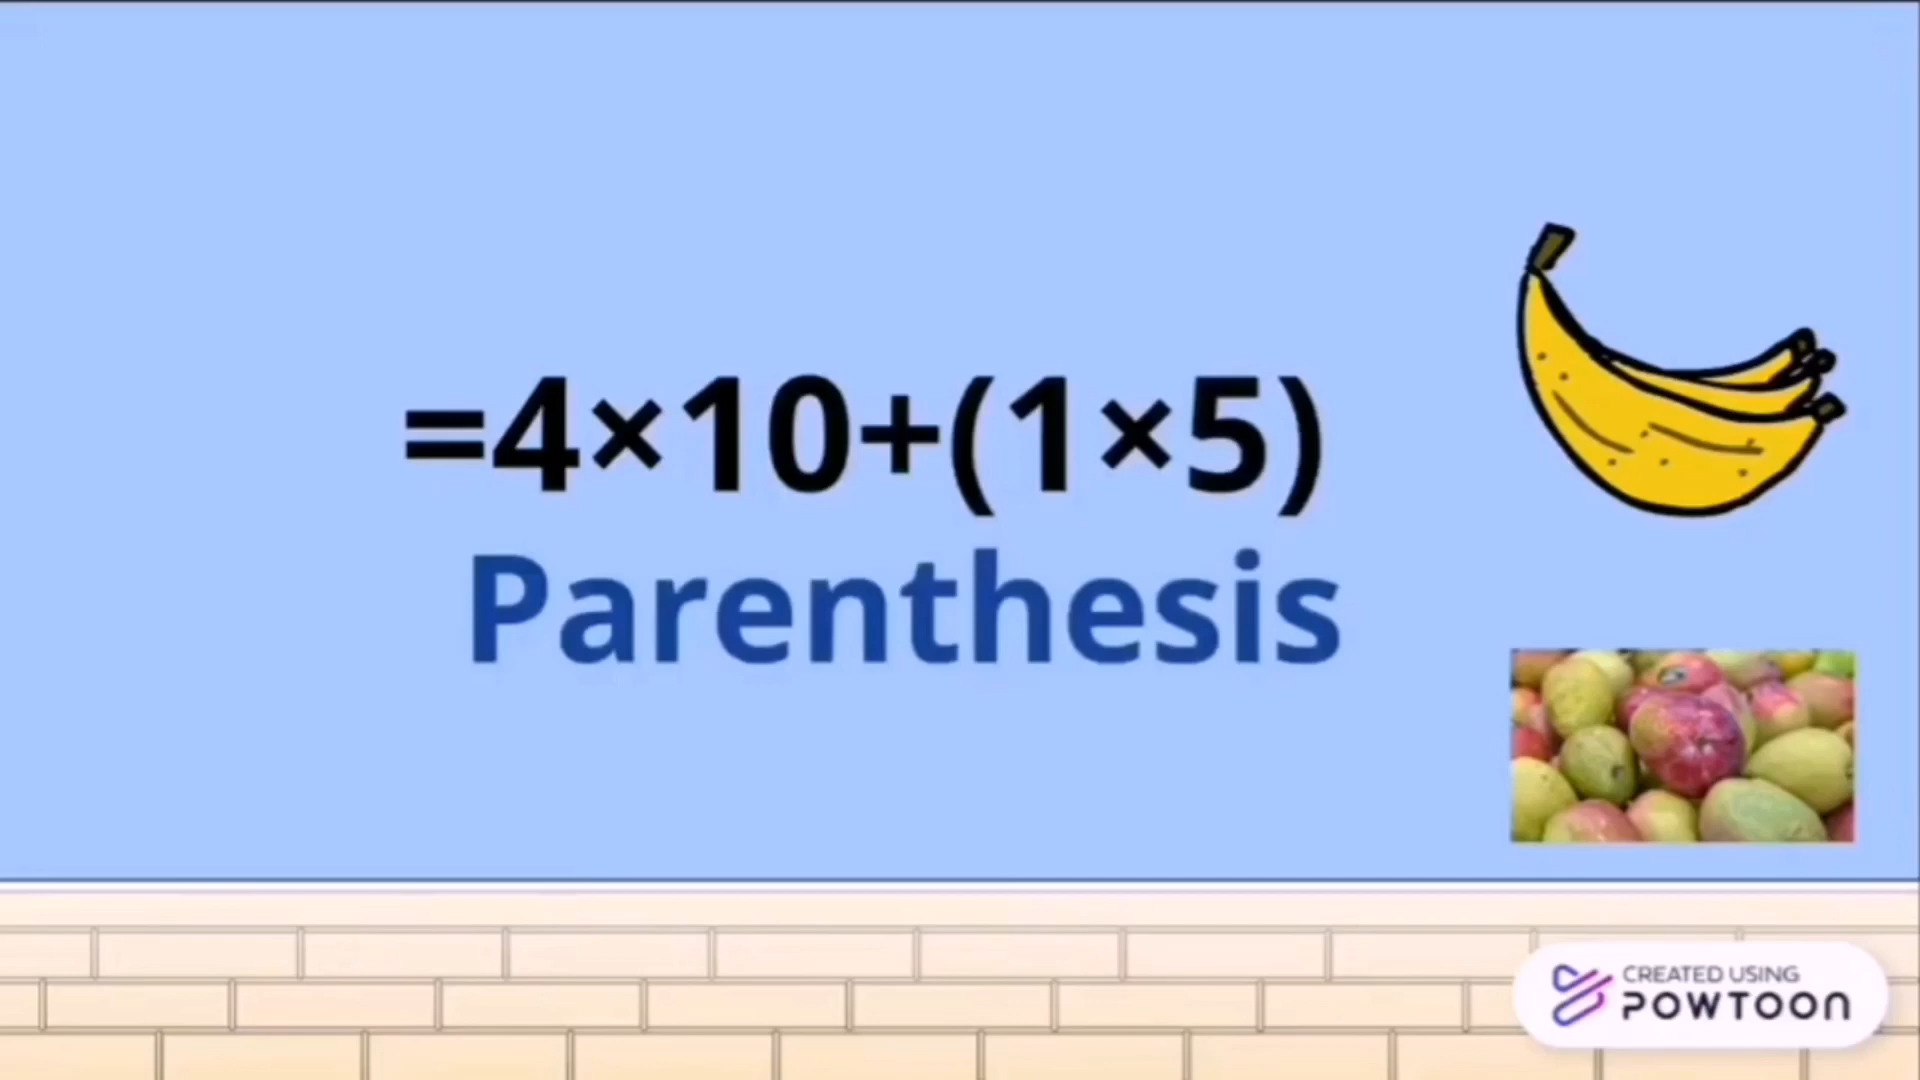 =4×10+(1×5)
Parenthesis
CREATED USING
POWTOON